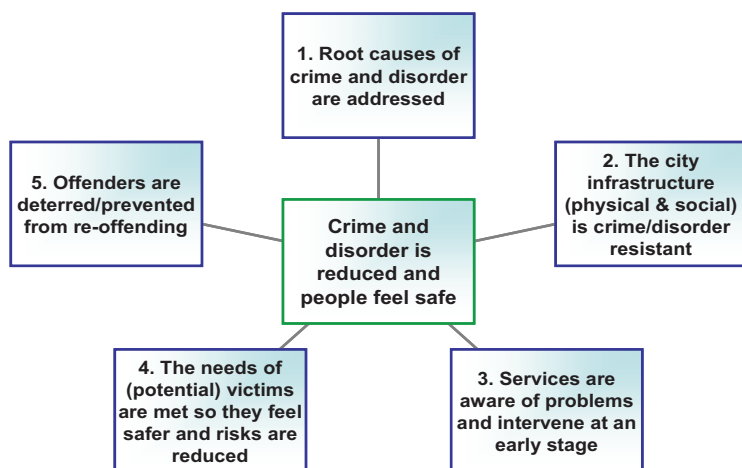 1. Root causes of
crime and disorder
are addressed
2. The city
infrastructure
(physical & social)
is crime/disorder
resistant
3. Services are
aware of problems
and intervene at an
early stage
4. The needs of
(potential) victims
are met so they feel
safer and risks are
reduced
5. Offenders are
deterred/prevented
from re-offending
Crime and
disorder is
reduced and
people feel safe